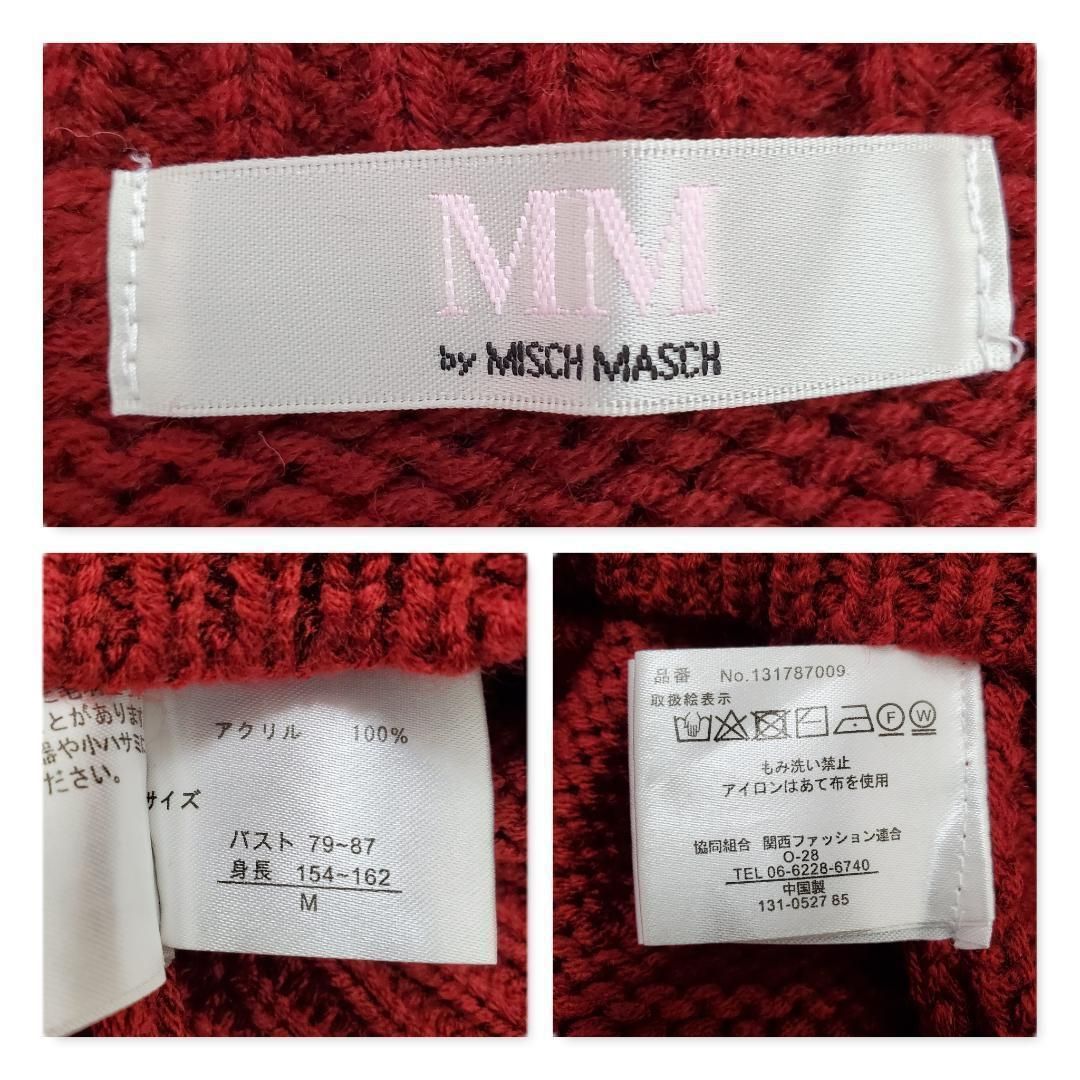 MM
by MISCH MASCH
とがありま
器や小ハサミ
ださい。
アクリル 100%
サイズ
バスト 79~87
身長 154~162
M
品番 No.131787009
取扱絵表示
F W
もみ洗い禁止
アイロンはあて布を使用
協同組合 関西ファッション連合
O-28
TEL 06-6228-6740
中国製
131-0527 85